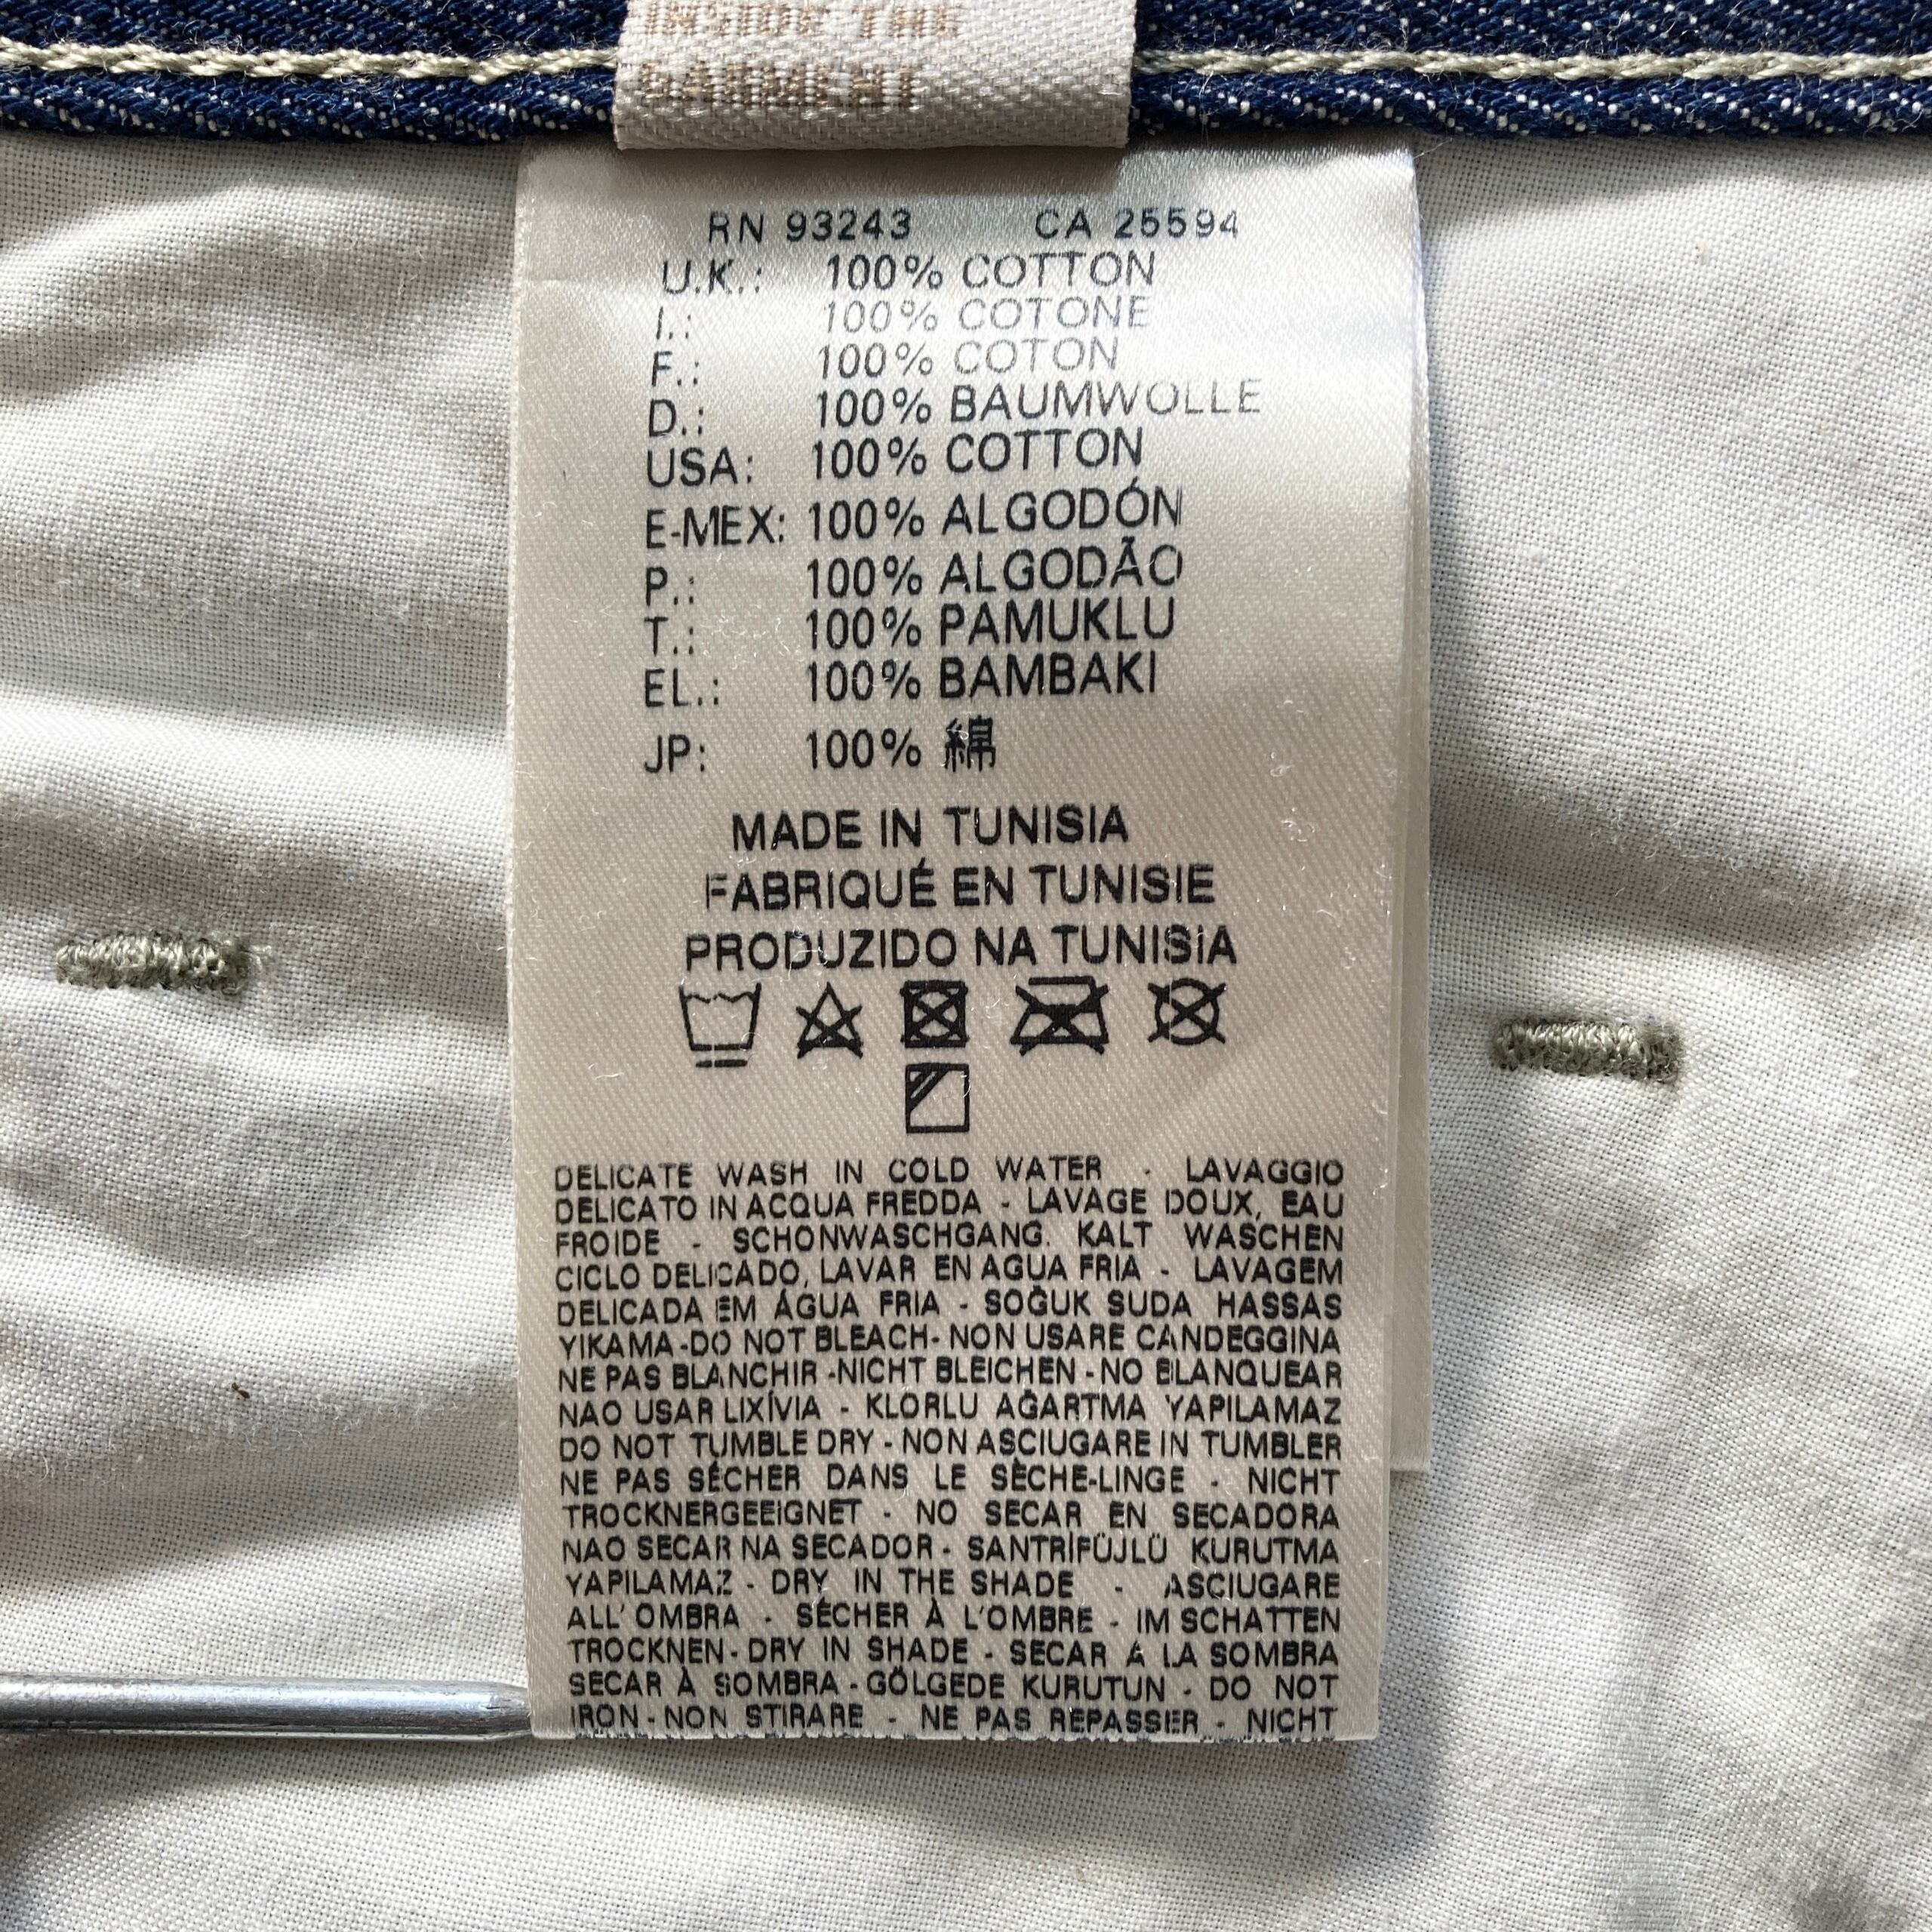 INSIDE THE
GARMENT
RN 93243 CA 25594
U.K.: 100% COTTON
I.: 100% COTONE
F.: 100% COTON
D.: 100% BAUMWOLLE
USA: 100% COTTON
E-MEX: 100% ALGODÓN
P.: 100% ALGODÃO
T.: 100% PAMUKLU
EL.: 100% BAMBAKI
JP: 100% 綿
MADE IN TUNISIA
FABRIQUÉ EN TUNISIE
PRODUZIDO NA TUNISIA
DELICATE WASH IN COLD WATER - LAVAGGIO
DELICATO IN ACQUA FREDDA - LAVAGE DOUX, EAU
FROIDE - SCHONWASCHGANG. KALT WASCHEN
CICLO DELICADO, LAVAR EN AGUA FRIA - LAVAGEM
DELICADA EM ÁGUA FRIA - SOĞUK SUDA HASSAS
YIKAMA-DO NOT BLEACH- NON USARE CANDEGGINA
NE PAS BLANCHIR -NICHT BLEICHEN - NO BLANQUEAR
NAO USAR LIXÍVIA - KLORLU AĞARTMA YAPILAMAZ
DO NOT TUMBLE DRY - NON ASCIUGARE IN TUMBLER
NE PAS SÉCHER DANS LE SÈCHE-LINGE - NICHT
TROCKNERGEEIGNET - NO SECAR EN SECADORA
NAO SECAR NA SECADOR - SANTRİFÜJLÜ KURUTMA
YAPILAMAZ - DRY IN THE SHADE - ASCIUGARE
ALL' OMBRA - SÉCHER À L'OMBRE - IM SCHATTEN
TROCKNEN - DRY IN SHADE - SECAR A LA SOMBRA
SECAR À SOMBRA - GÖLGEDE KURUTUN - DO NOT
IRON - NON STIRARE - NE PAS REPASSER - NICHT